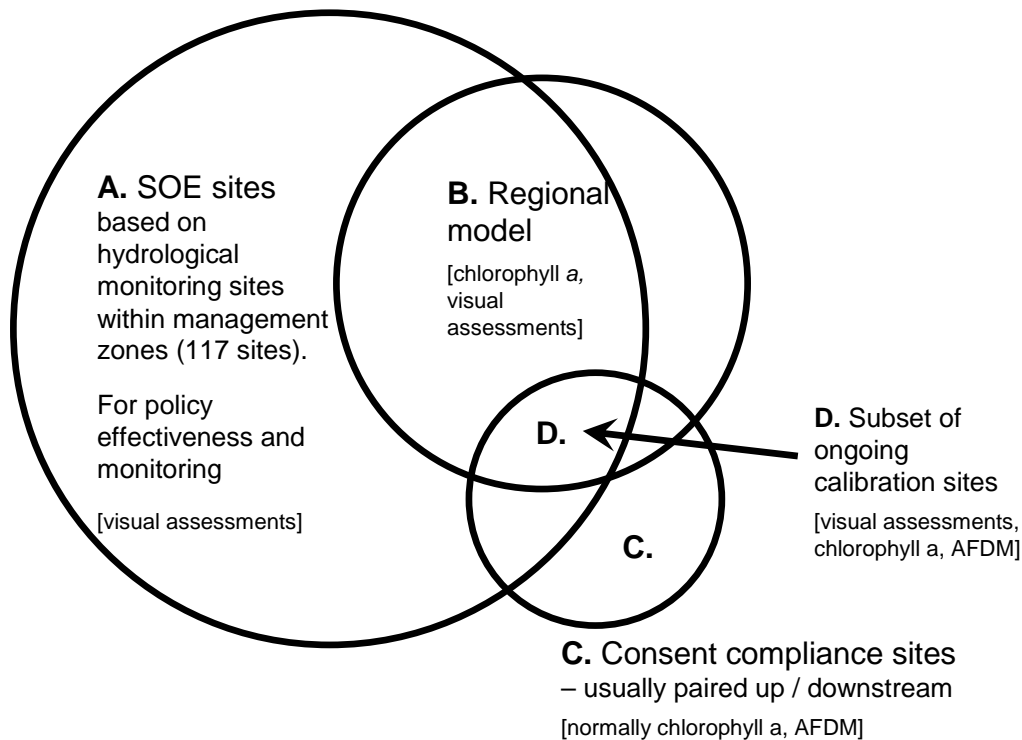 A. SOE sites
based on
hydrological
monitoring sites
within management
zones (117 sites).
For policy
effectiveness and
monitoring
[visual assessments]
B. Regional
model
[chlorophyll a,
visual
assessments]
D.
C.
D. Subset of
ongoing
calibration sites
[visual assessments,
chlorophyll a, AFDM]
C. Consent compliance sites
– usually paired up / downstream
[normally chlorophyll a, AFDM]